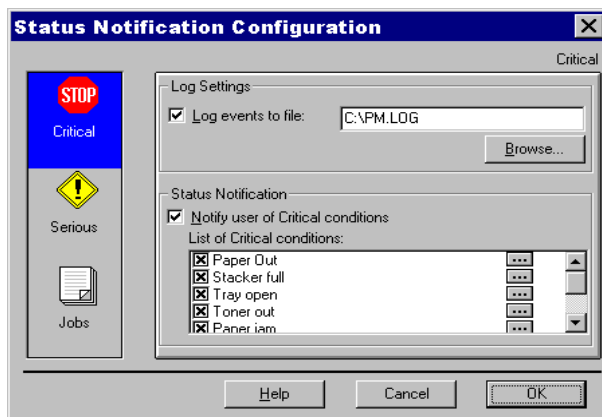 Status Notification Configuration
Critical
STOP
Critical
Serious
Jobs
Log Settings
Log events to file:
C:\PM.LOG
Browse...
Status Notification
Notify user of Critical conditions
List of Critical conditions:
Paper Out
...
Stacker full
...
Tray open
...
Toner out
...
Paper jam
...
Help
Cancel
OK